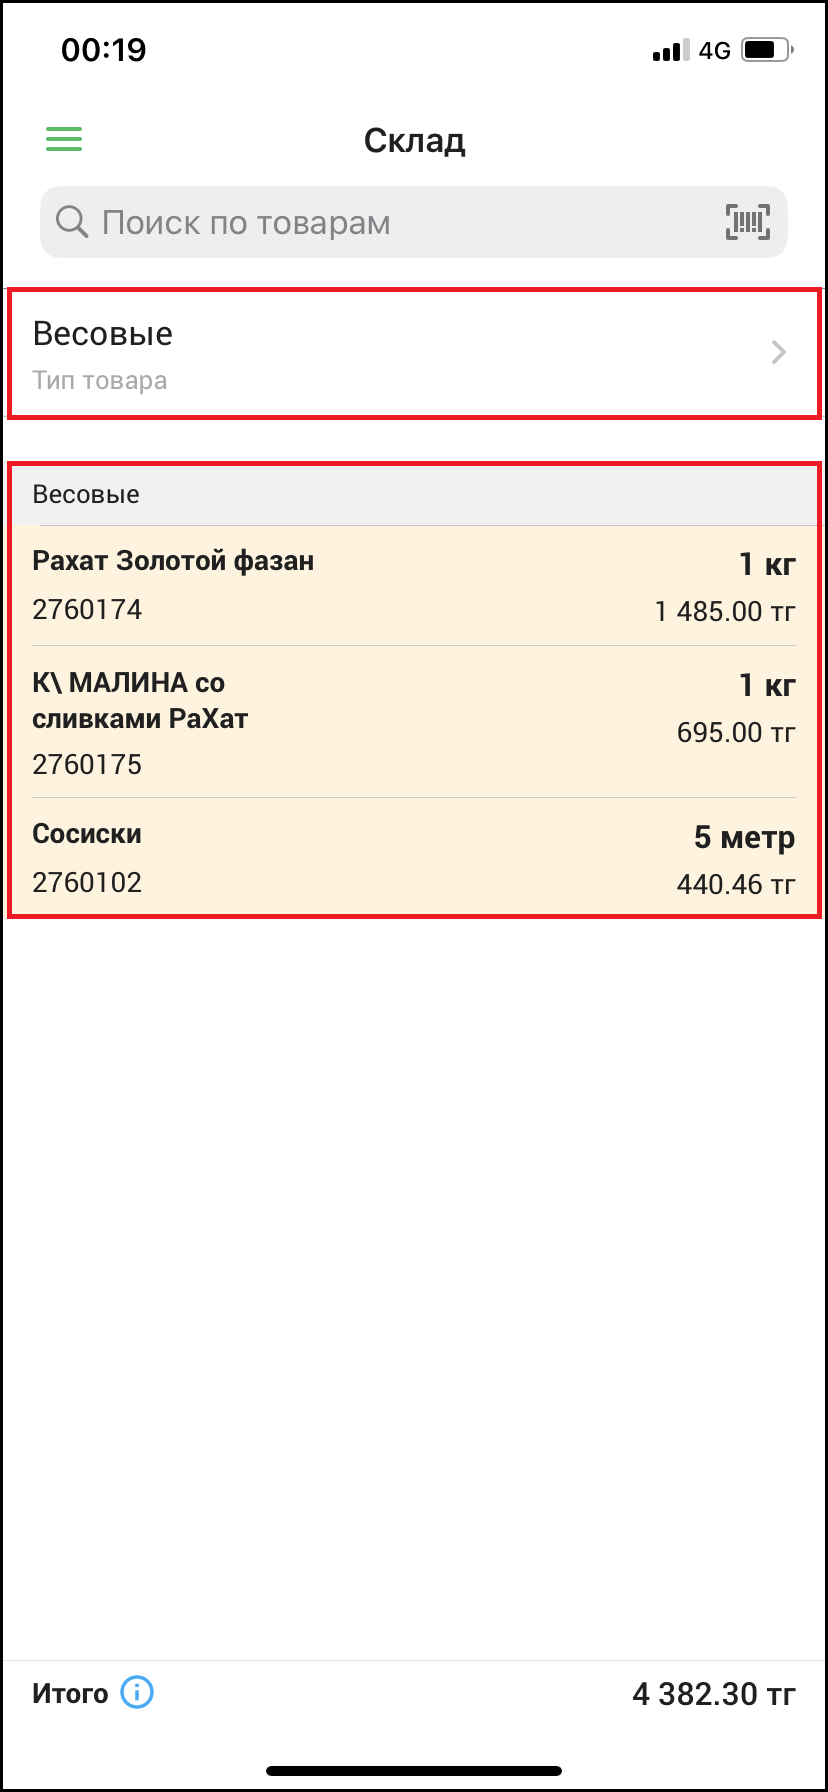 00:19
4G
Склад
Поиск по товарам
Весовые
Тип товара
Весовые
Рахат Золотой фазан
1 кг
2760174
1 485.00 тг
К\ МАЛИНА со
сливками РаХат
1 кг
695.00 тг
2760175
Сосиски
5 метр
2760102
440.46 тг
Итого
4 382.30 тг